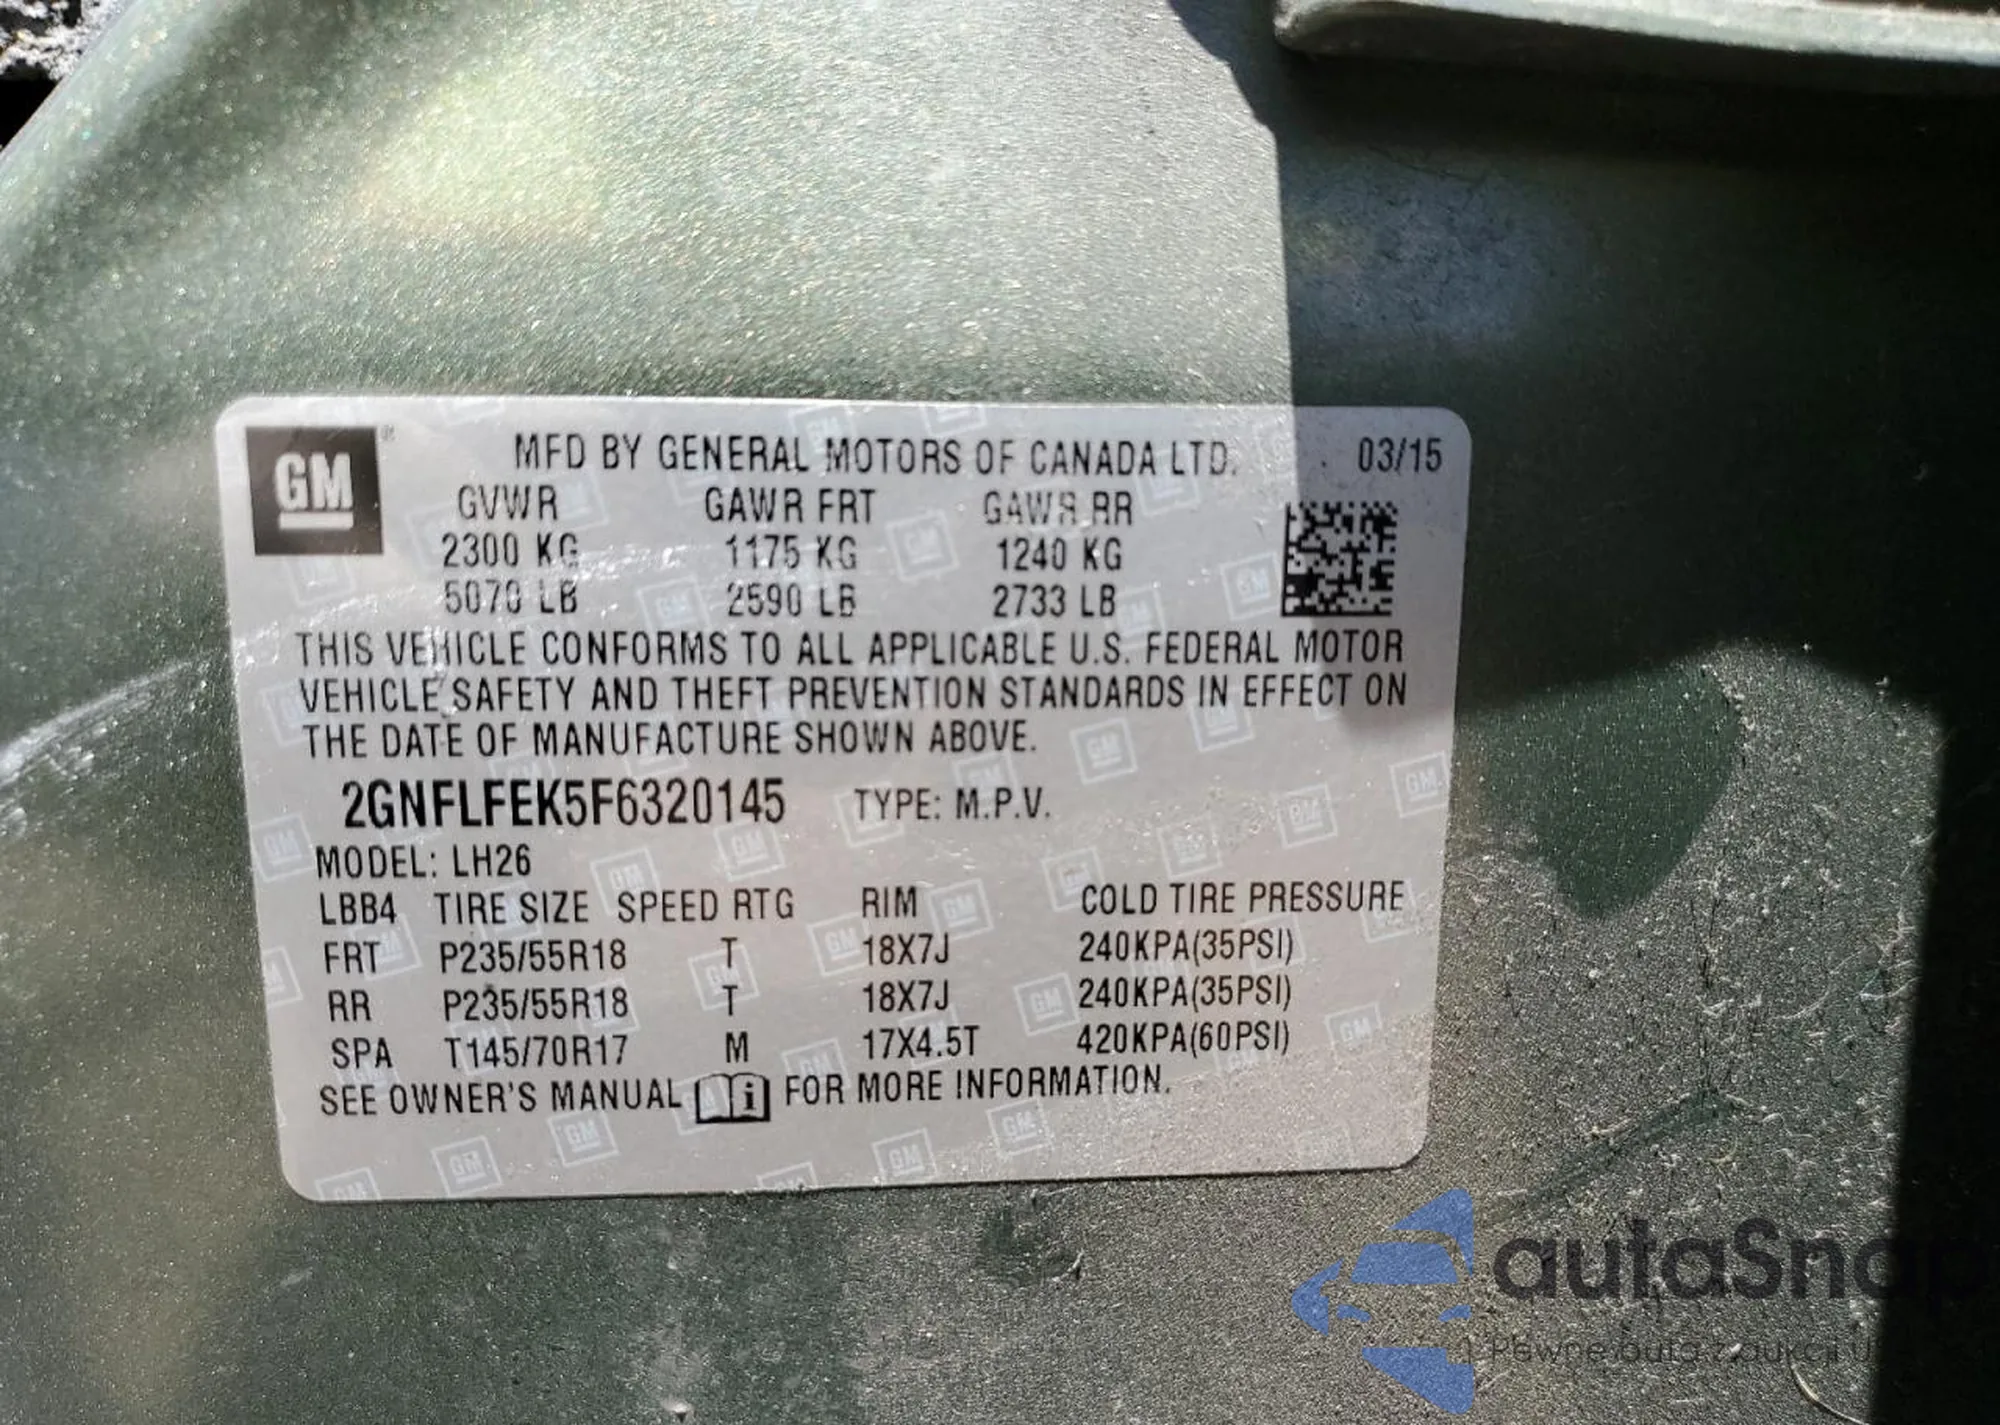 GM
MFD BY GENERAL MOTORS OF CANADA LTD. 03/15
GVWR GAWR FRT GAWR RR
2300 KG 1175 KG 1240 KG
5070 LB 2590 LB 2733 LB
THIS VEHICLE CONFORMS TO ALL APPLICABLE U.S. FEDERAL MOTOR
VEHICLE SAFETY AND THEFT PREVENTION STANDARDS IN EFFECT ON
THE DATE OF MANUFACTURE SHOWN ABOVE.
2GNFLFEK5F6320145 TYPE: M.P.V.
MODEL: LH26
LBB4 TIRE SIZE SPEED RTG RIM COLD TIRE PRESSURE
FRT P235/55R18 T 18X7J 240KPA(35PSI)
RR P235/55R18 T 18X7J 240KPA(35PSI)
SPA T145/70R17 M 17X4.5T 420KPA(60PSI)
SEE OWNER'S MANUAL i FOR MORE INFORMATION.
autaSnap
Pewne auta z aukcji U